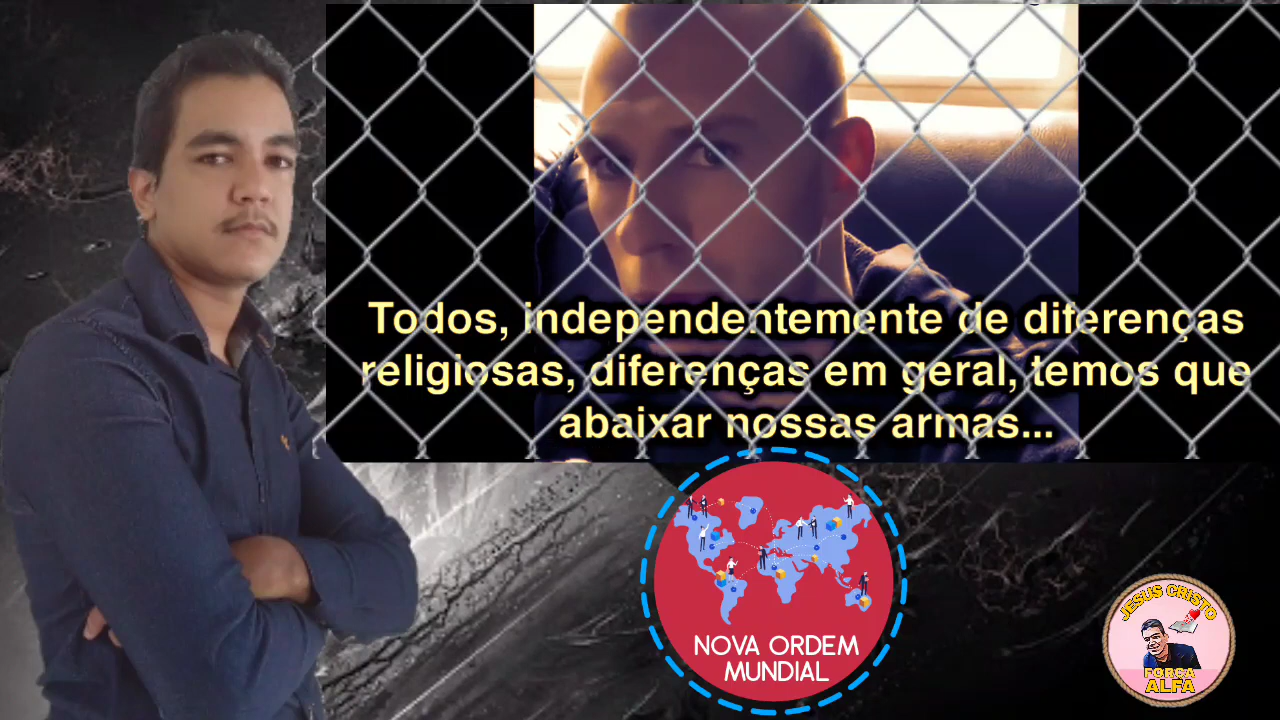 Todos, independentemente de diferenças
religiosas, diferenças em geral, temos que
abaixar nossas armas...
NOVA ORDEM
MUNDIAL
JESUS CRISTO
FORÇA
ALFA